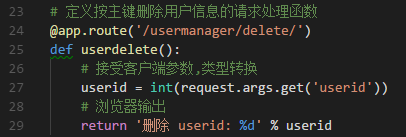 23 # 定义按主键删除用户信息的请求处理函数
24 @app.route('/usermanager/delete/')
25 def userdelete():
26 # 接受客户端参数,类型转换
27 userid = int(request.args.get('userid'))
28 # 浏览器输出
29 return '删除 userid: %d' % userid